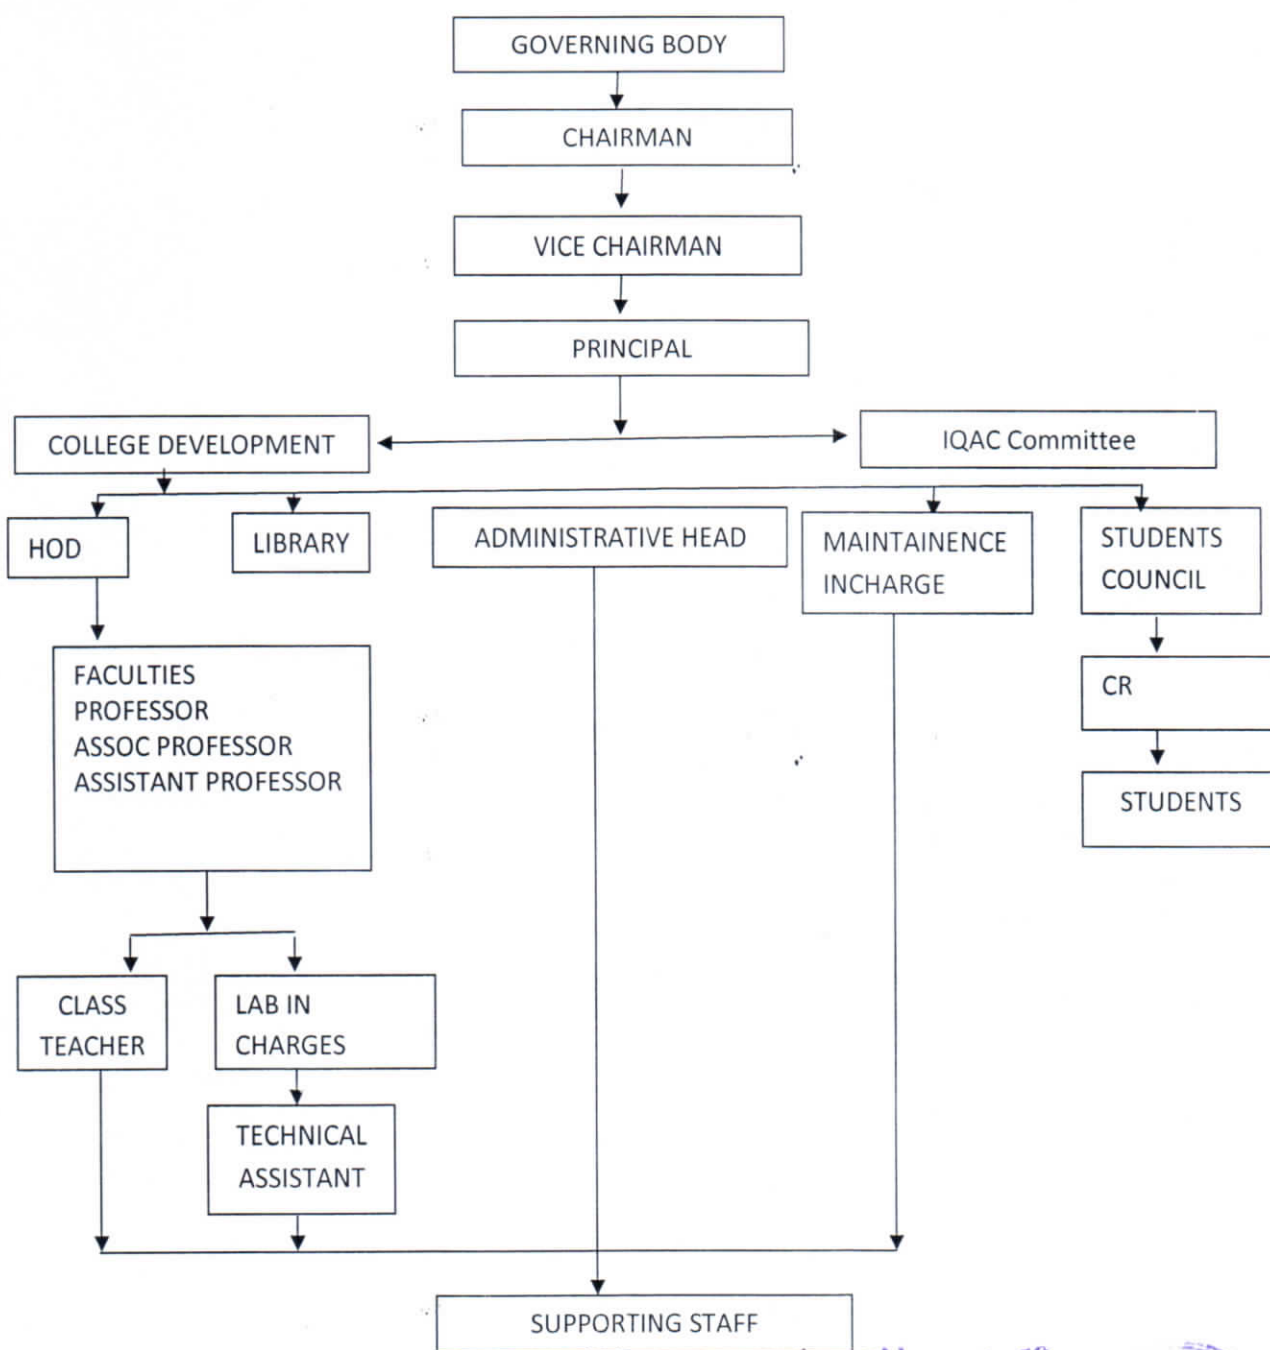 GOVERNING BODY
CHAIRMAN
VICE CHAIRMAN
PRINCIPAL
COLLEGE DEVELOPMENT
IQAC Committee
HOD
LIBRARY
ADMINISTRATIVE HEAD
MAINTAINENCE
INCHARGE
STUDENTS
COUNCIL
FACULTIES
PROFESSOR
ASSOC PROFESSOR
ASSISTANT PROFESSOR
CR
STUDENTS
CLASS
TEACHER
LAB IN
CHARGES
TECHNICAL
ASSISTANT
SUPPORTING STAFF